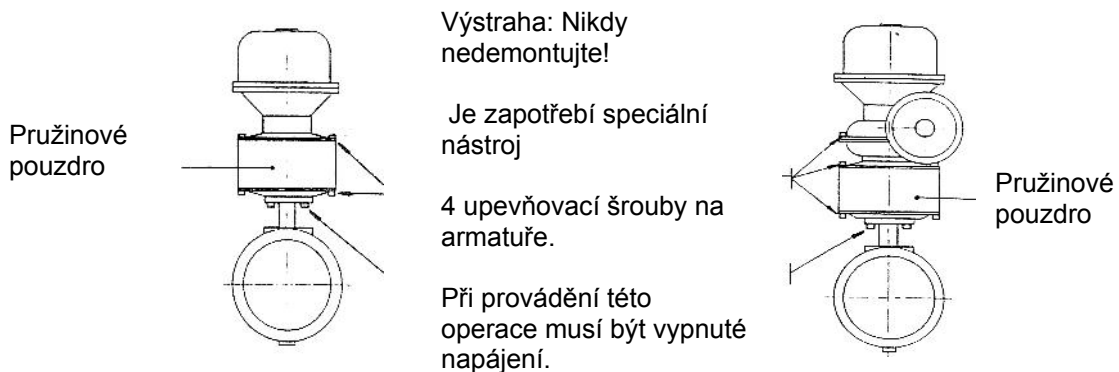 Pružinové
pouzdro
Výstraha: Nikdy
nedemontujte!
Je zapotřebí speciální
nástroj
4 upevňovací šrouby na
armatuře.
Při provádění této
operace musí být vypnuté
napájení.
Pružinové
pouzdro